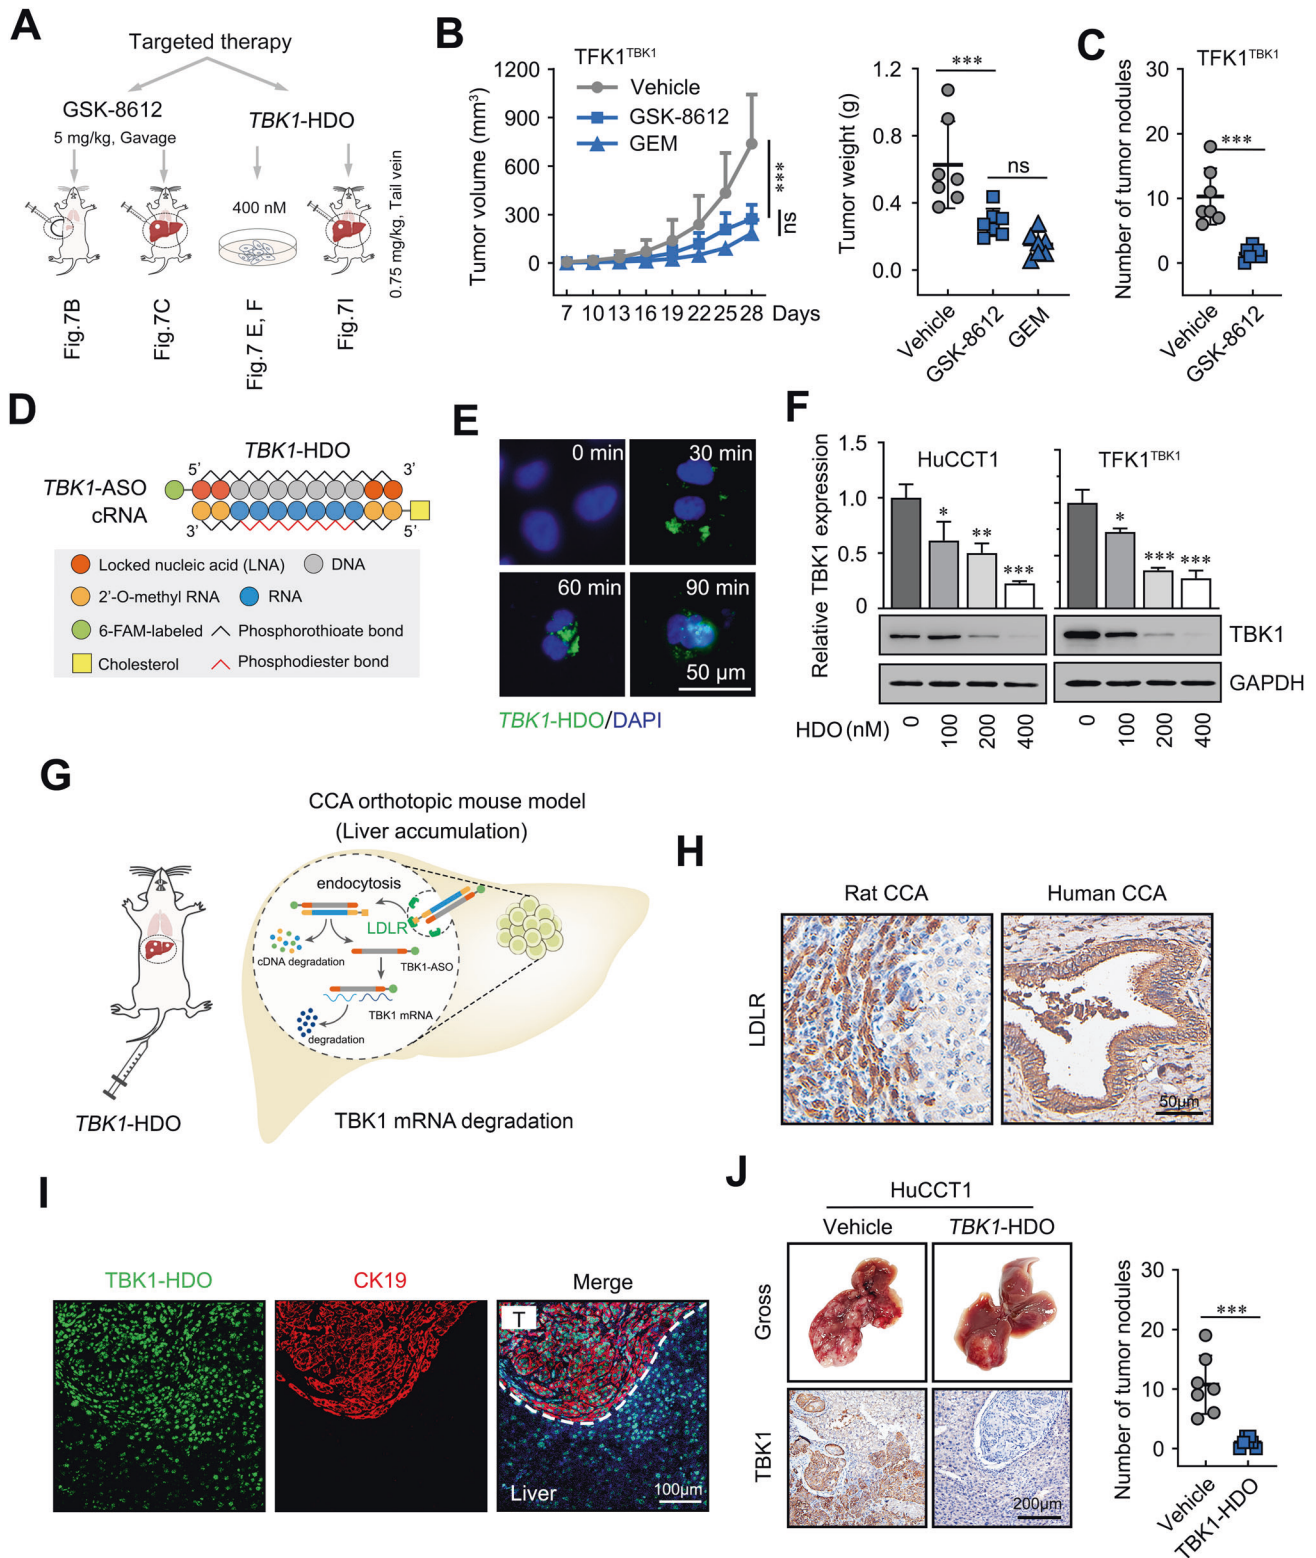 A
Targeted therapy
GSK-8612
5 mg/kg, Gavage
TBK1-HDO
400 nM
0.75 mg/kg, Tail vein
Fig.7B
Fig.7C
Fig.7 E, F
Fig.7I
B
TFK1TBK1
Vehicle
GSK-8612
GEM
Tumor volume (mm3)
1200
900
600
300
0
***
ns
7 10 13 16 19 22 25 28 Days
Tumor weight (g)
1.2
0.8
0.4
0.0
***
ns
Vehicle
GSK-8612
GEM
C
TFK1TBK1
Number of tumor nodules
30
20
10
0
***
Vehicle
GSK-8612
D
TBK1-HDO
5’ 3’
TBK1-ASO
cRNA
3’ 5’
Locked nucleic acid (LNA) DNA
2’-O-methyl RNA RNA
6-FAM-labeled Phosphorothioate bond
Cholesterol Phosphodiester bond
E
0 min 30 min
60 min 90 min
50 μm
TBK1-HDO/DAPI
F
Relative TBK1 expression
1.5
1.0
0.5
0
HuCCT1
* ** ***
TFK1TBK1
* *** ***
TBK1
GAPDH
HDO (nM) 0 100 200 400 0 100 200 400
G
CCA orthotopic mouse model
(Liver accumulation)
endocytosis
LDLR
cDNA degradation
TBK1-ASO
TBK1 mRNA
degradation
TBK1-HDO
TBK1 mRNA degradation
H
Rat CCA Human CCA
LDLR
50μm
I
TBK1-HDO CK19 Merge
T
Liver
100μm
J
HuCCT1
Vehicle TBK1-HDO
Gross
TBK1
200μm
Number of tumor nodules
30
20
10
0
***
Vehicle
TBK1-HDO